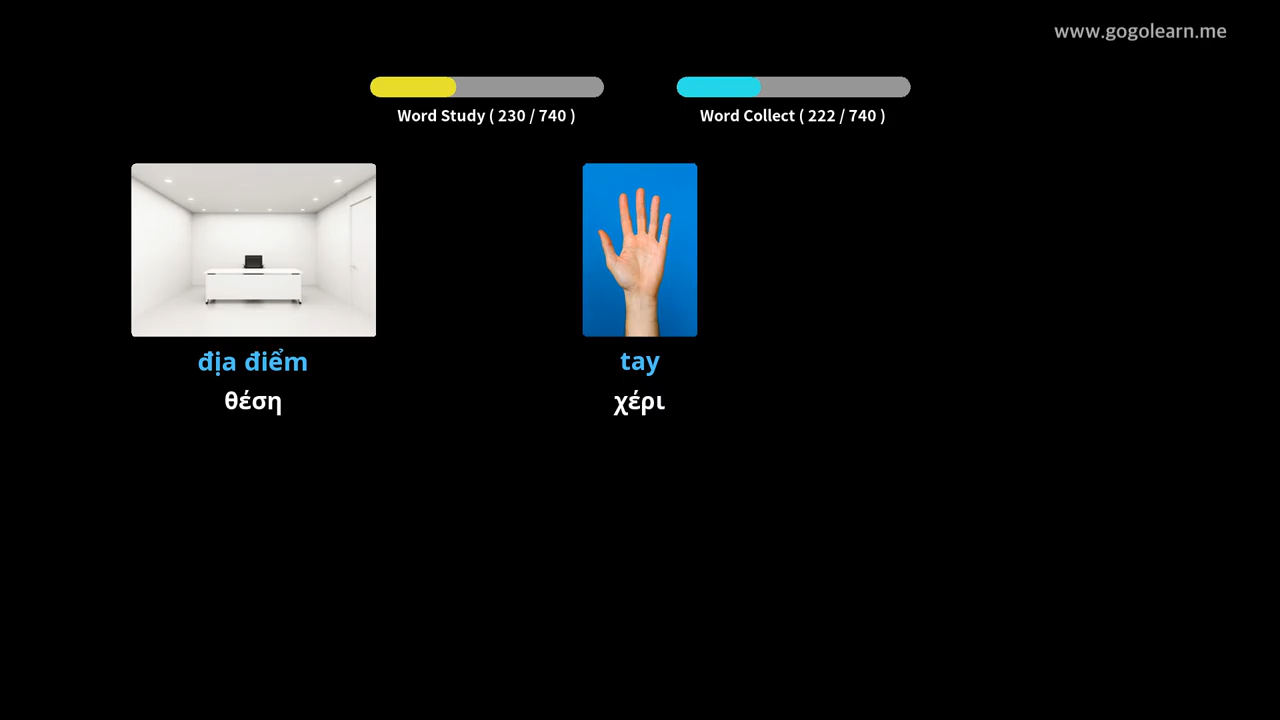 www.gogolearn.me
Word Study ( 230 / 740 )
Word Collect ( 222 / 740 )
địa điểm
θέση
tay
χέρι